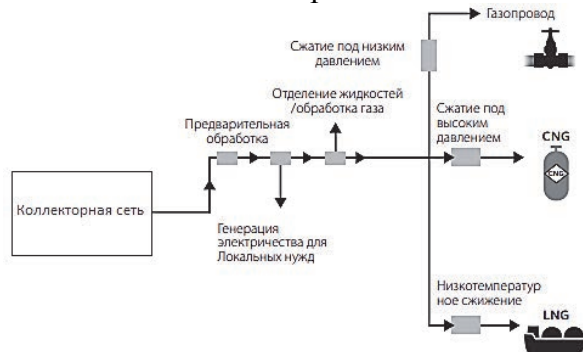 Газопровод
Сжатие под низким
давлением
Отделение жидкостей
/обработка газа
Сжатие под
высоким
давлением
CNG
CNG
Предварительная
обработка
Коллекторная сеть
Генерация
электричества для
Локальных нужд
Низкотемператур
ное сжижение
LNG